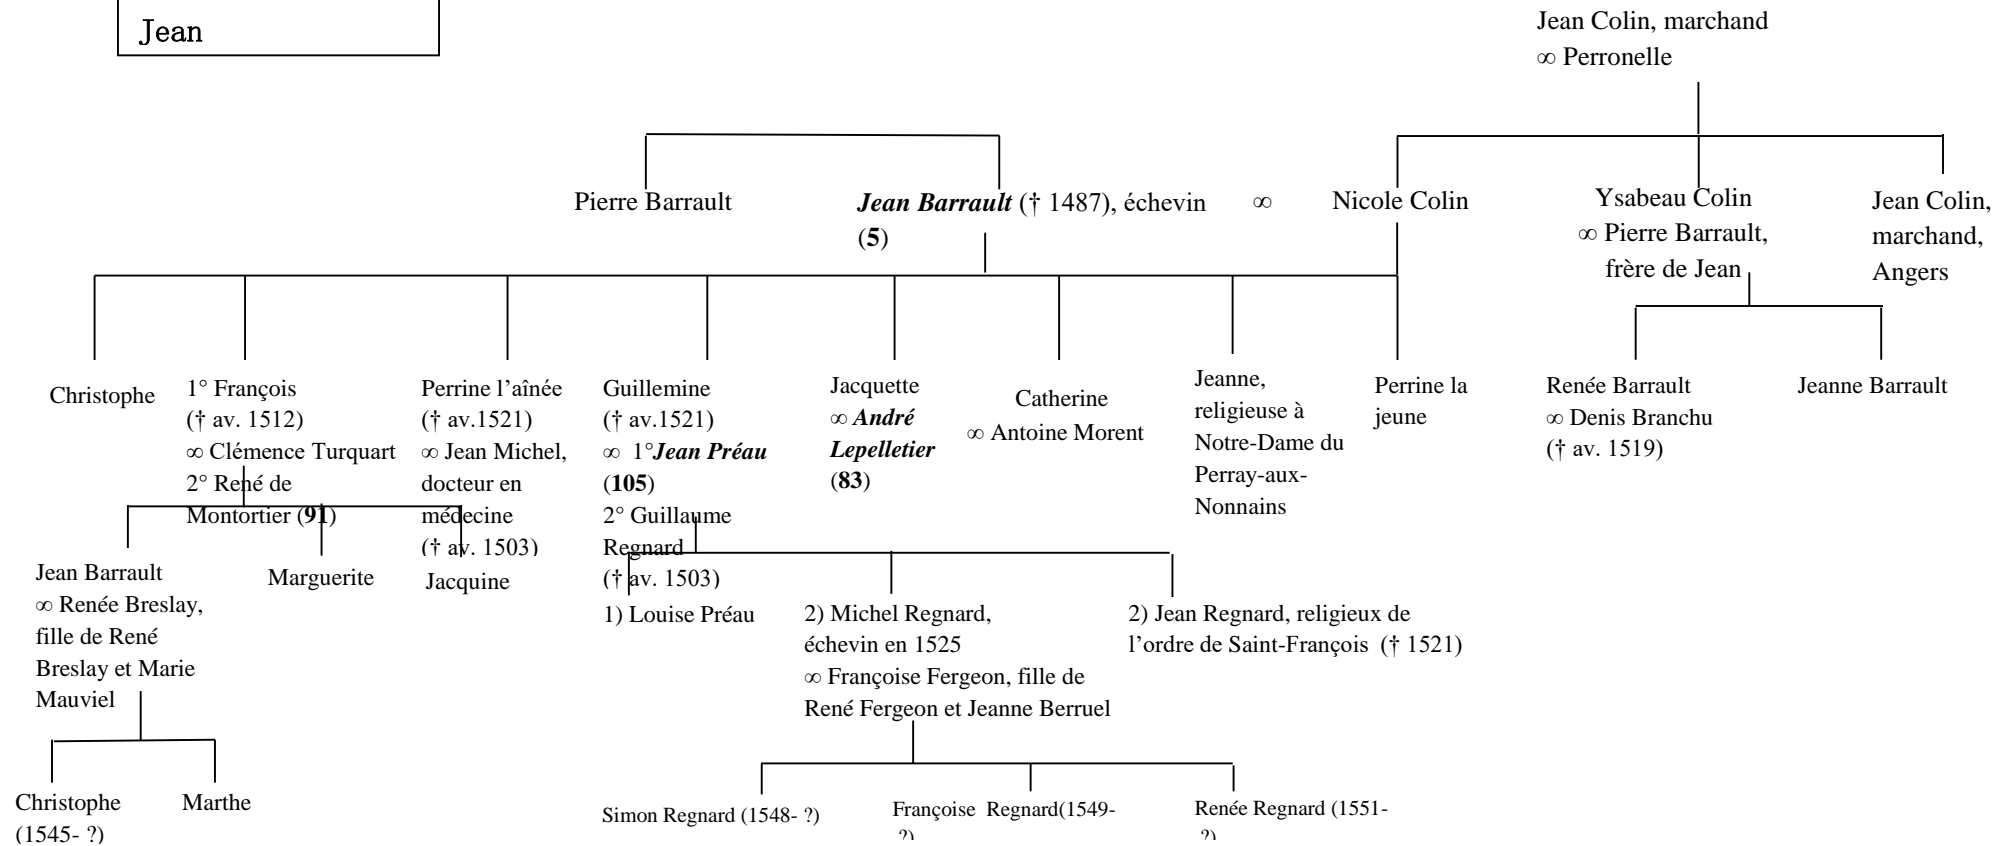 Jean
Jean Colin, marchand
∞ Perronelle
Pierre Barrault
Jean Barrault († 1487), échevin
(5)
∞
Nicole Colin
Ysabeau Colin
∞ Pierre Barrault,
frère de Jean
Jean Colin,
marchand,
Angers
Christophe
1° François
(† av. 1512)
∞ Clémence Turquart
2° René de
Montortier (91)
Perrine l’aînée
(† av.1521)
∞ Jean Michel,
docteur en
médecine
(† av. 1503)
Guillemine
(† av.1521)
∞ 1°Jean Préau
(105)
2° Guillaume
Regnard
(† av. 1503)
Jacquette
∞ André
Lepelletier
(83)
Catherine
∞ Antoine Morent
Jeanne,
religieuse à
Notre-Dame du
Perray-aux-
Nonnains
Perrine la
jeune
Renée Barrault
∞ Denis Branchu
(† av. 1519)
Jeanne Barrault
Jean Barrault
∞ Renée Breslay,
fille de René
Breslay et Marie
Mauviel
Marguerite
Jacquine
1) Louise Préau
2) Michel Regnard,
échevin en 1525
∞ Françoise Fergeon, fille de
René Fergeon et Jeanne Berruel
2) Jean Regnard, religieux de
l’ordre de Saint-François († 1521)
Christophe
(1545- ?)
Marthe
Simon Regnard (1548- ?)
Françoise Regnard(1549-
?)
Renée Regnard (1551-
?)